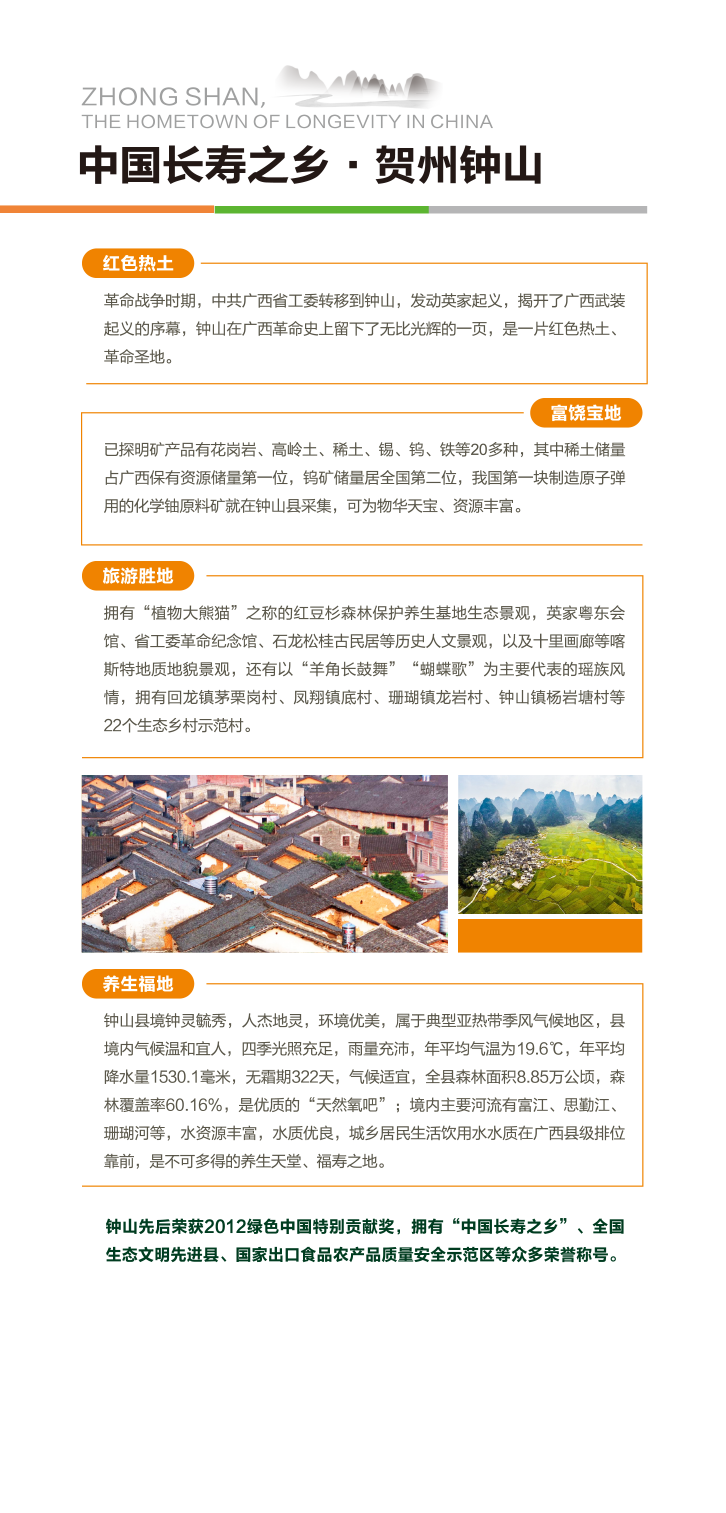 ZHONG SHAN,
THE HOMETOWN OF LONGEVITY IN CHINA
中国长寿之乡·贺州钟山
红色热土
革命战争时期，中共广西省工委转移到钟山，发动英家起义，揭开了广西武装
起义的序幕，钟山在广西革命史上留下了无比光辉的一页，是一片红色热土、
革命圣地。
富饶宝地
已探明矿产品有花岗岩、高岭土、稀土、锡、钨、铁等20多种，其中稀土储量
占广西保有资源储量第一位，钨矿储量居全国第二位，我国第一块制造原子弹
用的化学铀原料矿就在钟山县采集，可为物华天宝、资源丰富。
旅游胜地
拥有“植物大熊猫”之称的红豆杉森林保护养生基地生态景观，英家粤东会
馆、省工委革命纪念馆、石龙松桂古民居等历史人文景观，以及十里画廊等喀
斯特地质地貌景观，还有以“羊角长鼓舞”“蝴蝶歌”为主要代表的瑶族风
情，拥有回龙镇茅栗岗村、凤翔镇底村、珊瑚镇龙岩村、钟山镇杨岩塘村等
22个生态乡村示范村。
养生福地
钟山县境钟灵毓秀，人杰地灵，环境优美，属于典型亚热带季风气候地区，县
境内气候温和宜人，四季光照充足，雨量充沛，年平均气温为19.6℃，年平均
降水量1530.1毫米，无霜期322天，气候适宜，全县森林面积8.85万公顷，森
林覆盖率60.16%，是优质的“天然氧吧”；境内主要河流有富江、思勤江、
珊瑚河等，水资源丰富，水质优良，城乡居民生活饮用水水质在广西县级排位
靠前，是不可多得的养生天堂、福寿之地。
钟山先后荣获2012绿色中国特别贡献奖，拥有“中国长寿之乡”、全国
生态文明先进县、国家出口食品农产品质量安全示范区等众多荣誉称号。